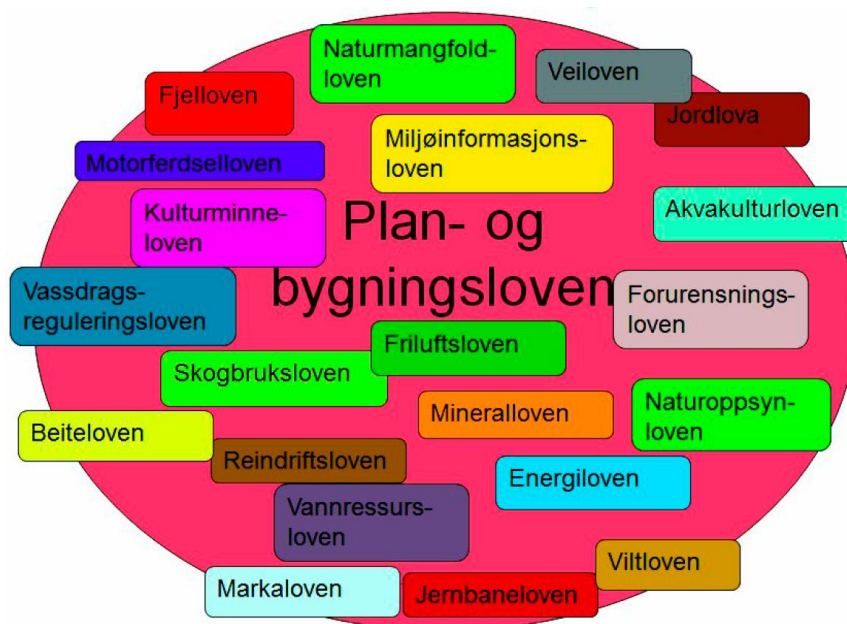 Naturmangfold-
loven
Veiloven
Fjelloven
Jordlova
Miljøinformasjons-
loven
Motorferdselloven
Kulturminne-
loven
Akvakulturloven
Plan- og
bygningsloven
Vassdrags-
reguleringsloven
Forurensnings-
loven
Friluftsloven
Skogbruksloven
Mineralloven
Naturoppsyn-
loven
Beiteloven
Reindriftsloven
Energiloven
Vannressurs-
loven
Viltloven
Markaloven
Jernbaneloven